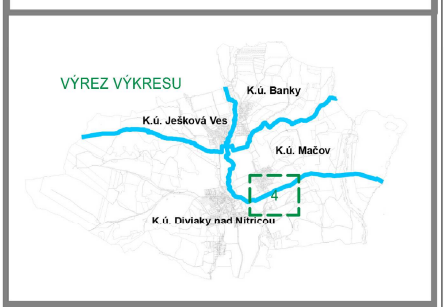 VÝREZ VÝKRESU
K.ú. Banky
K.ú. Ješková Ves
K.ú. Mačov
4
K.ú. Diviaky nad Nitricou